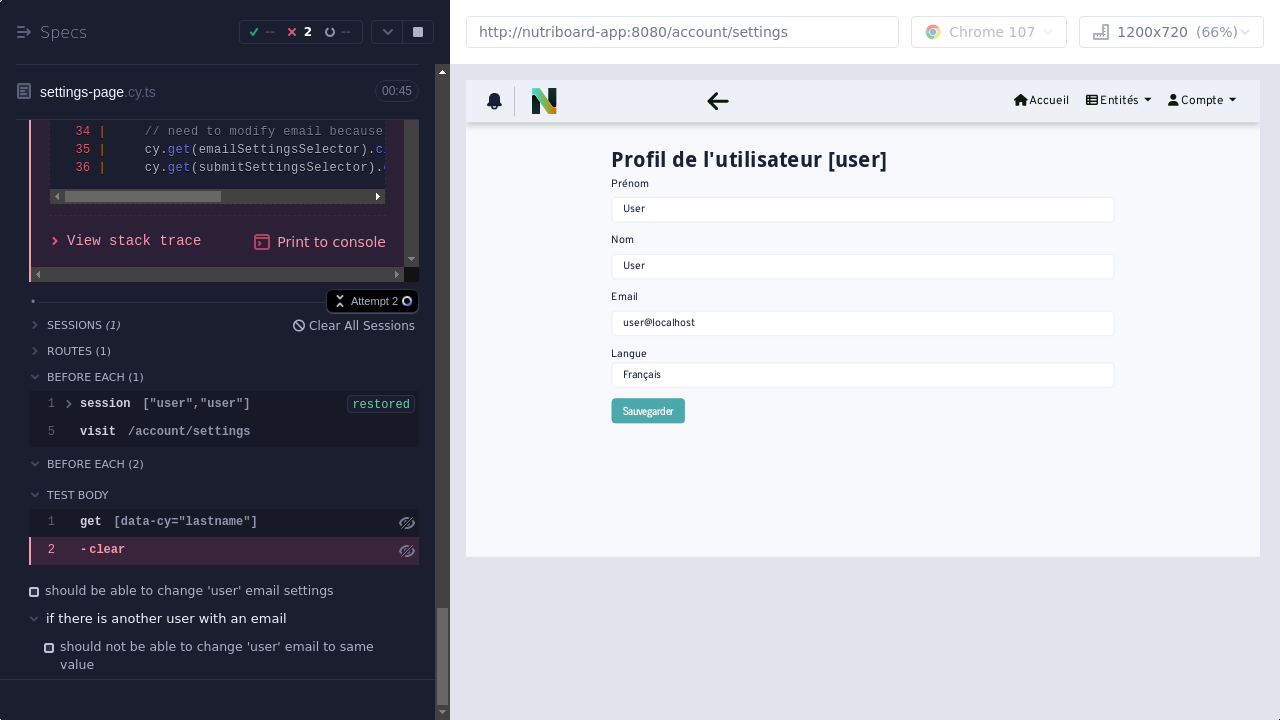 Specs
--
2
--
settings-page.cy.ts
00:45
34 | // need to modify email because
35 | cy.get(emailSettingsSelector).c
36 | cy.get(submitSettingsSelector).
View stack trace
Print to console
Attempt 2
SESSIONS (1)
Clear All Sessions
ROUTES (1)
BEFORE EACH (1)
1 session ["user","user"] restored
5 visit /account/settings
BEFORE EACH (2)
TEST BODY
1 get [data-cy="lastname"]
2 -clear
should be able to change 'user' email settings
if there is another user with an email
should not be able to change 'user' email to same
value
http://nutriboard-app:8080/account/settings
Chrome 107
1200x720 (66%)
N
Accueil
Entités
Compte
Profil de l'utilisateur [user]
Prénom
User
Nom
User
Email
user@localhost
Langue
Français
Sauvegarder